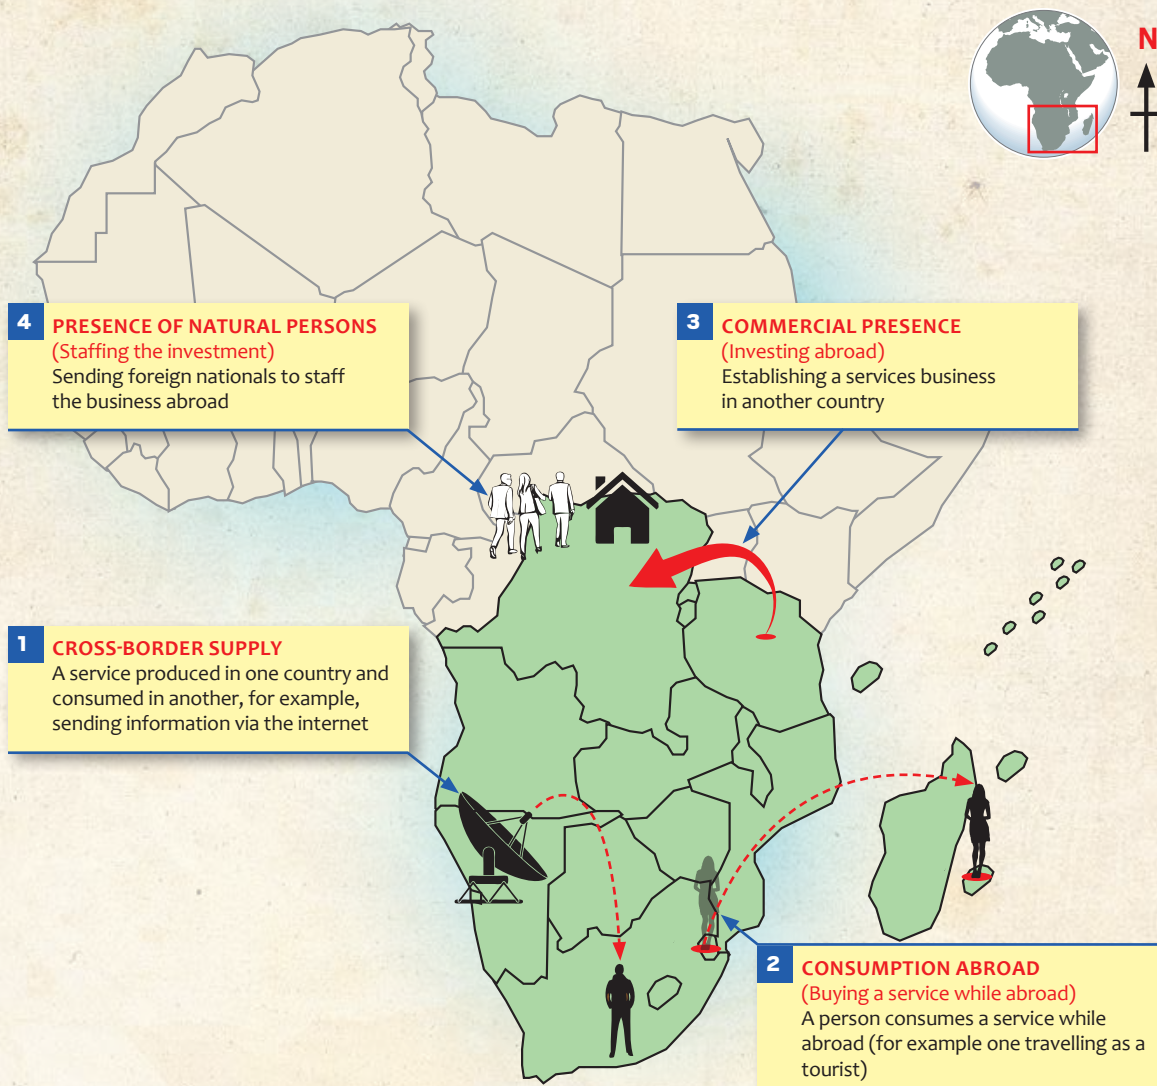 N
4
PRESENCE OF NATURAL PERSONS
(Staffing the investment)
Sending foreign nationals to staff
the business abroad
3
COMMERCIAL PRESENCE
(Investing abroad)
Establishing a services business
in another country
1
CROSS-BORDER SUPPLY
A service produced in one country and
consumed in another, for example,
sending information via the internet
2
CONSUMPTION ABROAD
(Buying a service while abroad)
A person consumes a service while
abroad (for example one travelling as a
tourist)